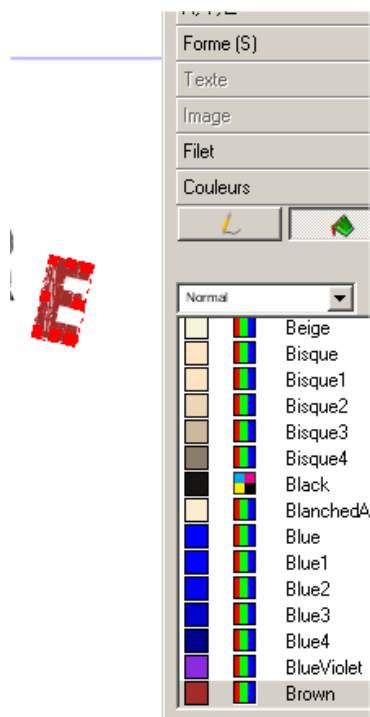 Forme (S)
Texte
Image
Filet
Couleurs
E
Normal
Beige
Bisque
Bisque1
Bisque2
Bisque3
Bisque4
Black
BlanchedA
Blue
Blue1
Blue2
Blue3
Blue4
BlueViolet
Brown